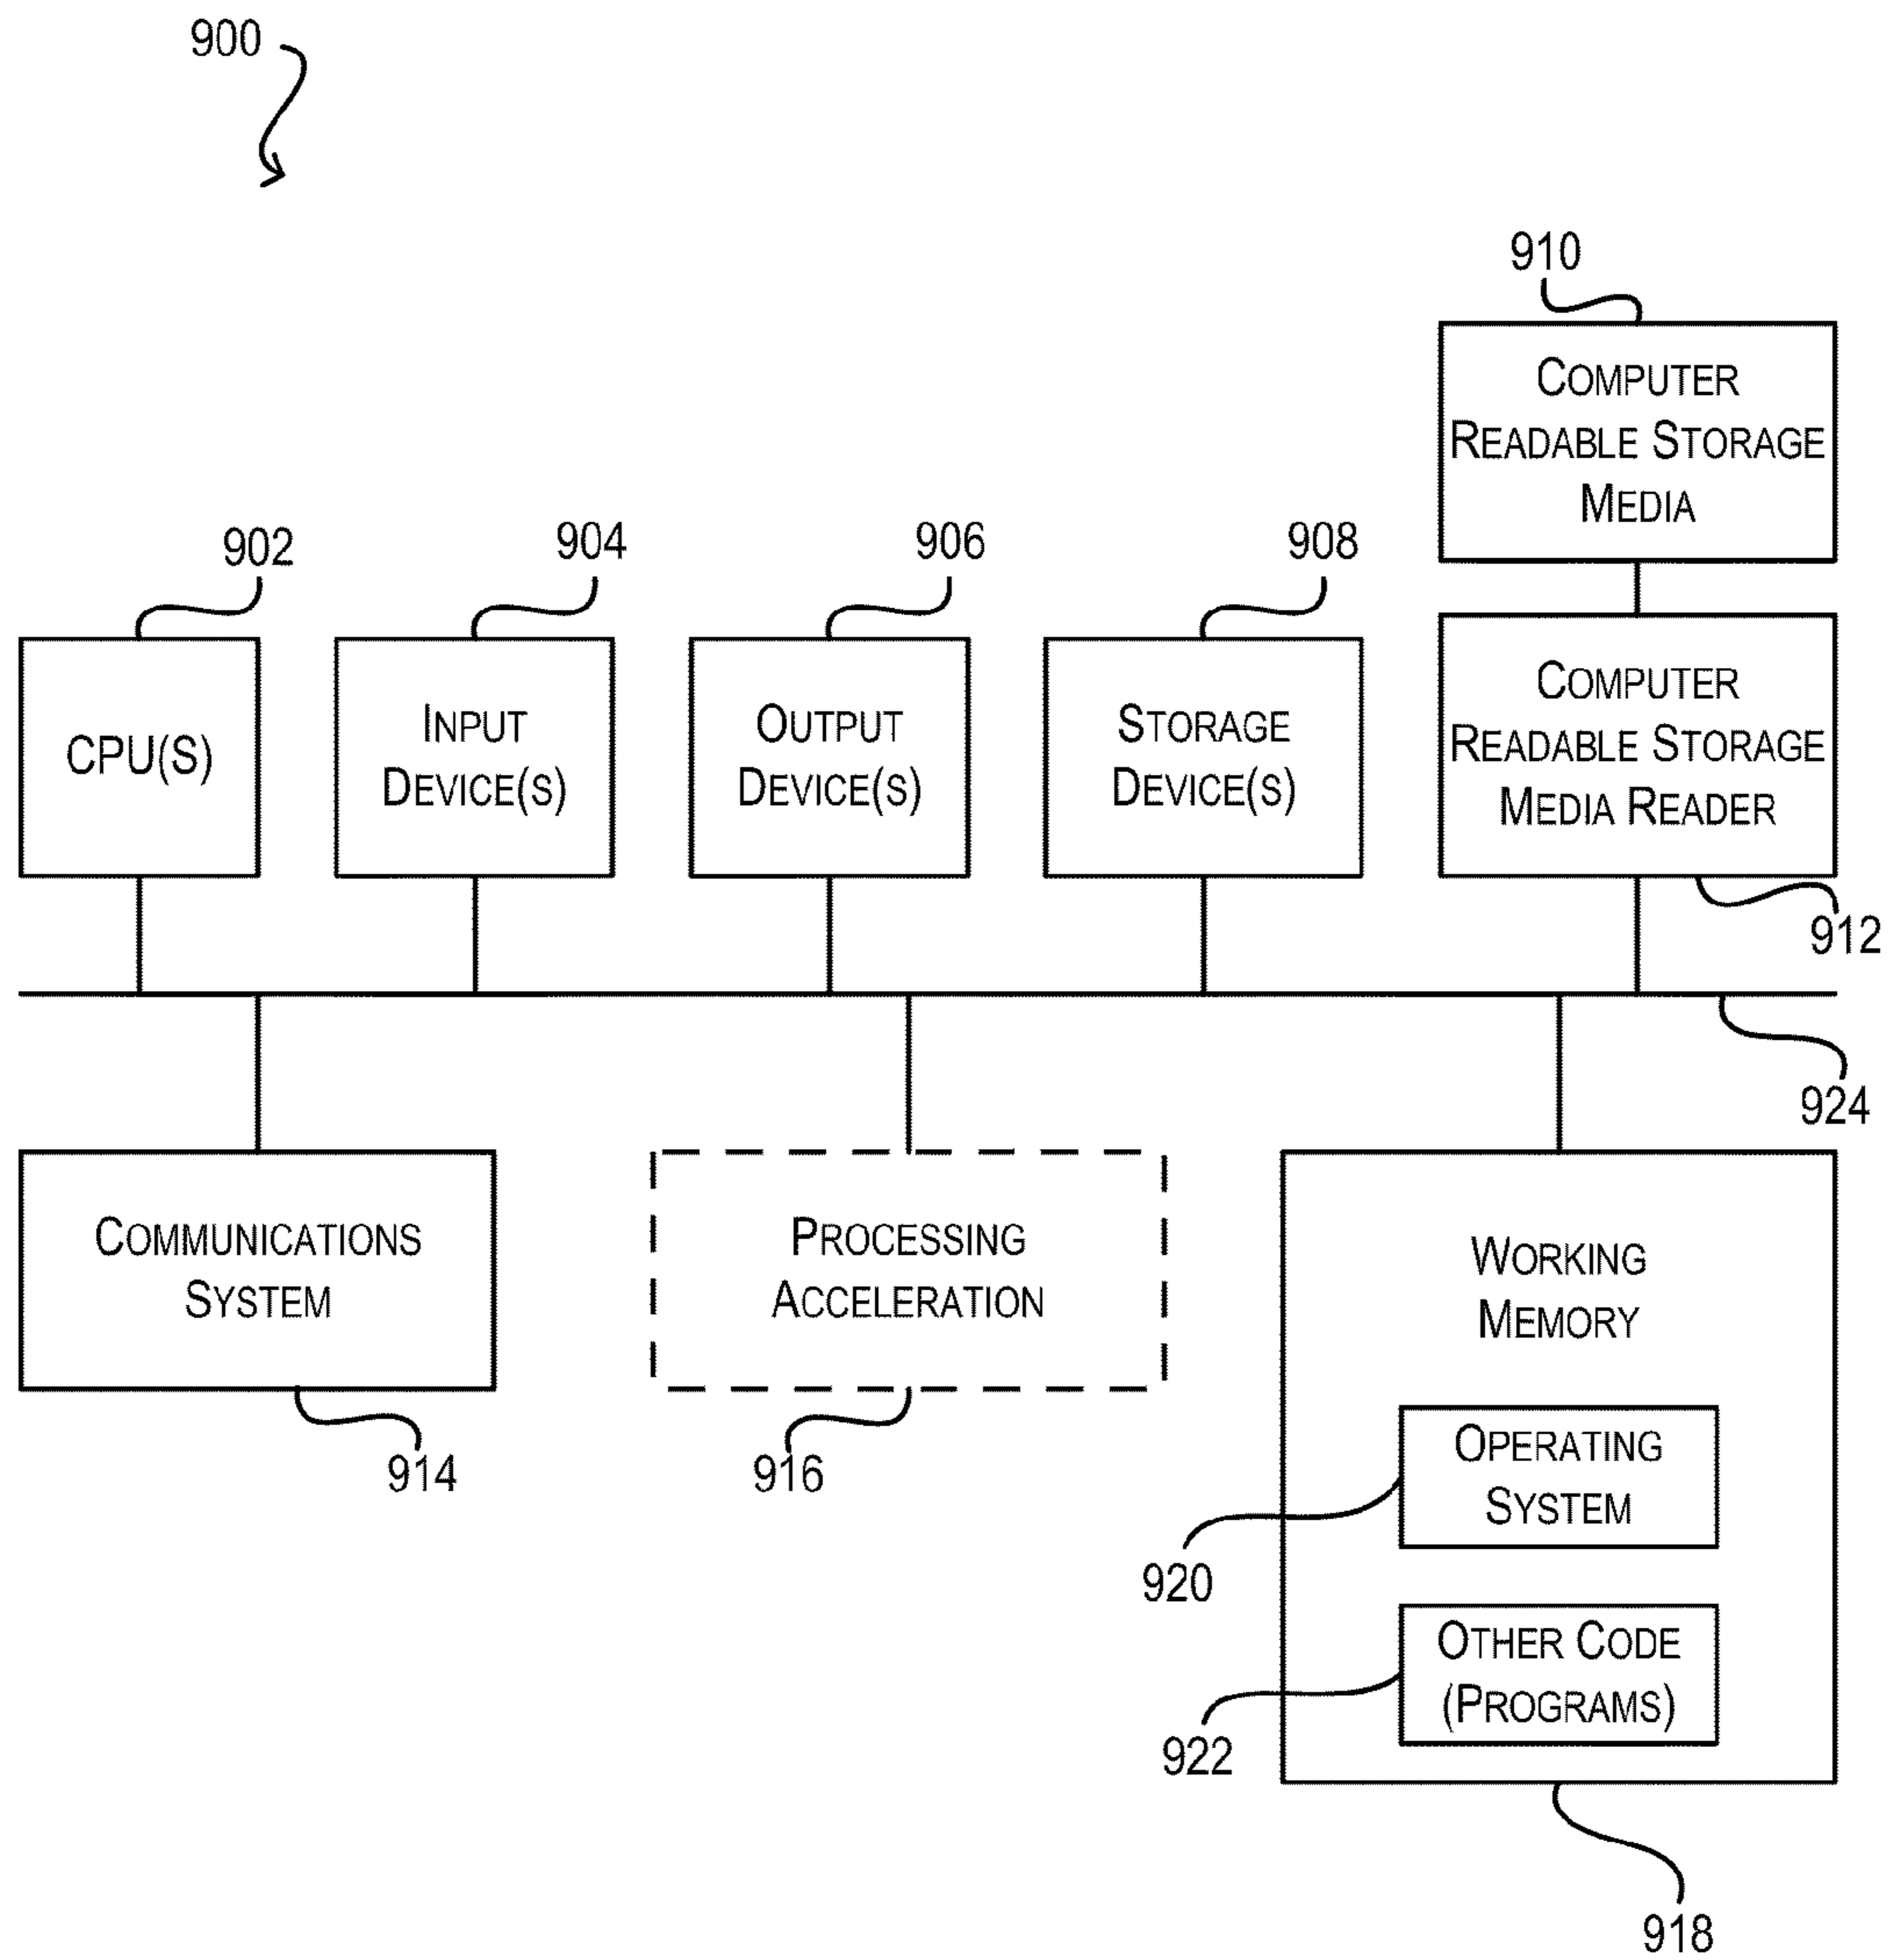 900
910
COMPUTER
READABLE STORAGE
MEDIA
902
904
906
908
CPU(S)
INPUT
DEVICE(S)
OUTPUT
DEVICE(S)
STORAGE
DEVICE(S)
COMPUTER
READABLE STORAGE
MEDIA READER
912
924
COMMUNICATIONS
SYSTEM
914
PROCESSING
ACCELERATION
916
WORKING
MEMORY
OPERATING
SYSTEM
920
OTHER CODE
(PROGRAMS)
922
918